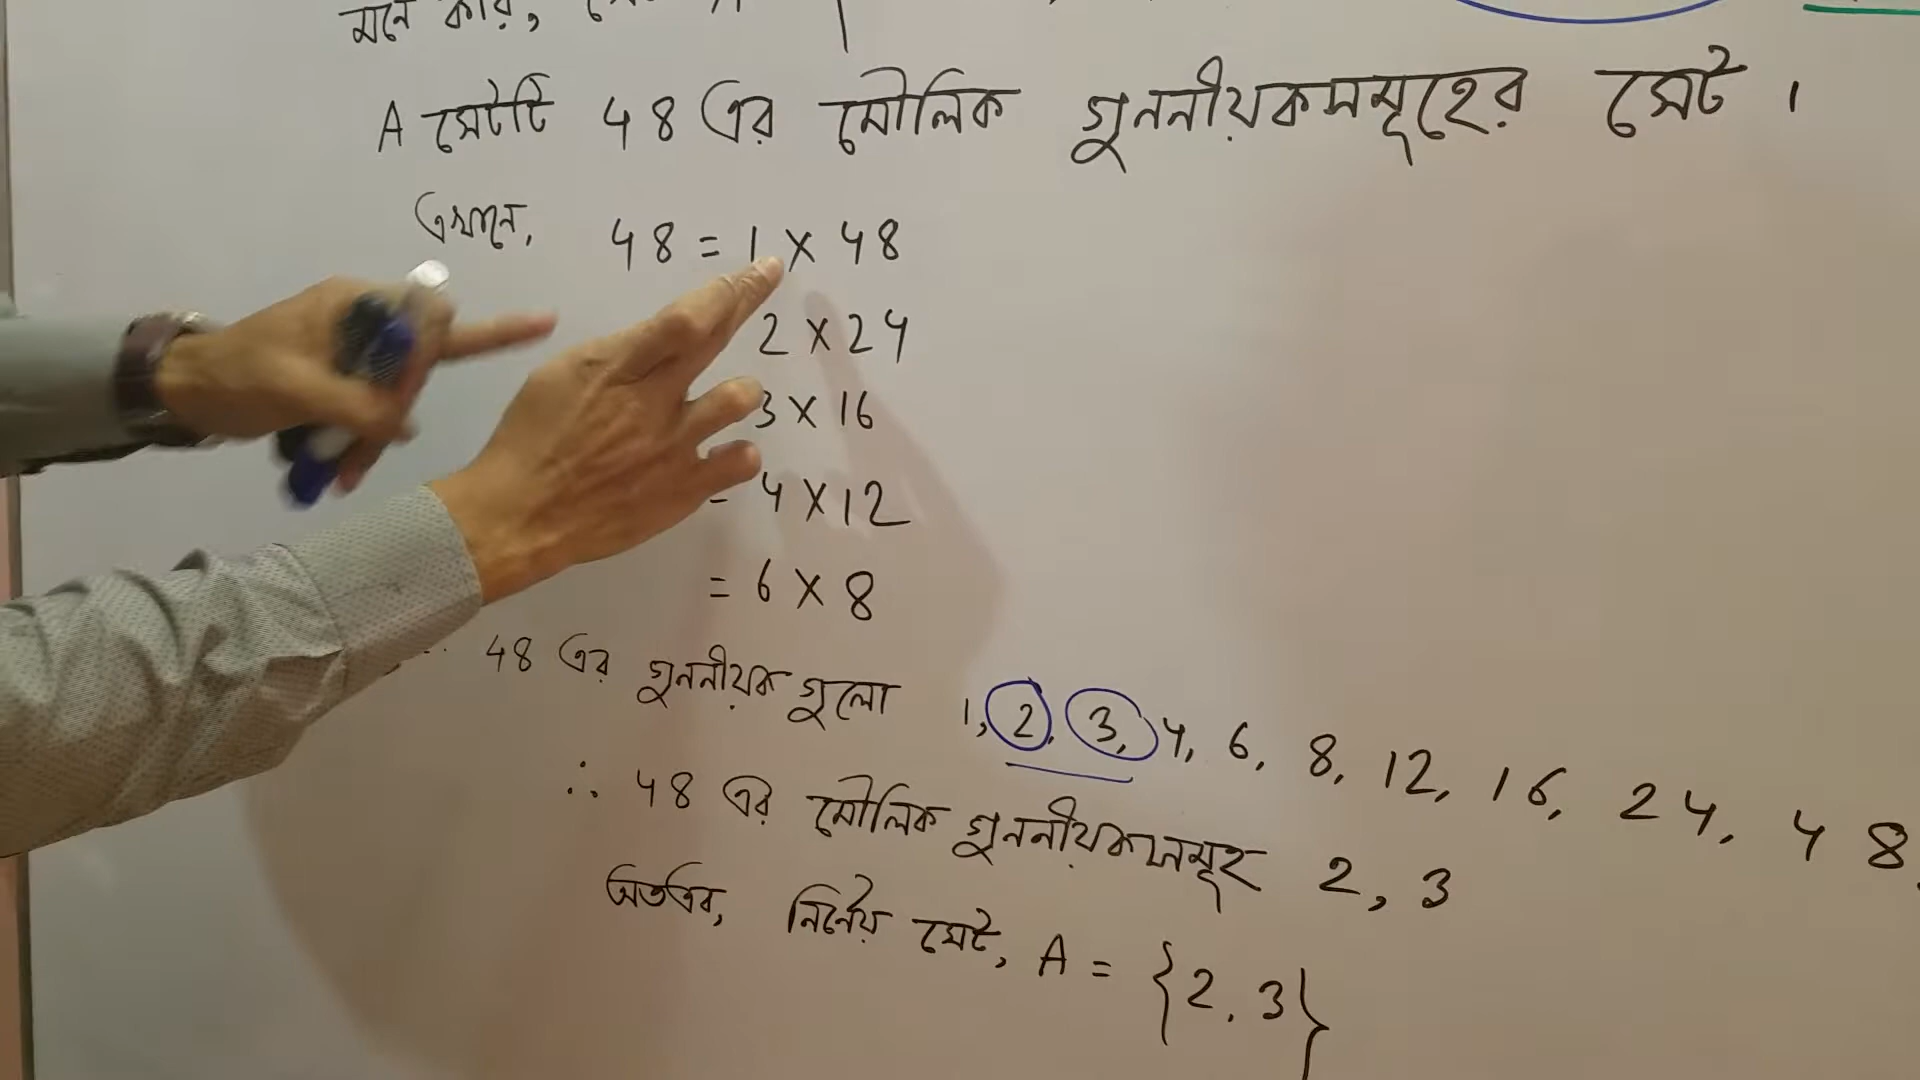 মনে করি,
A সেটটি 48 এর মৌলিক গুননীয়কসমূহের সেট ।
এখানে, 48 = 1 X 48
2 X 24
3 X 16
= 4 X 12
= 6 X 8
48 এর গুননীয়ক গুলো 1, 2, 3, 4, 6, 8, 12, 16, 24, 48,
∴ 48 এর মৌলিক গুননীয়কসমূহ 2, 3
অতএব, নির্নেয় সেট, A = {2, 3}